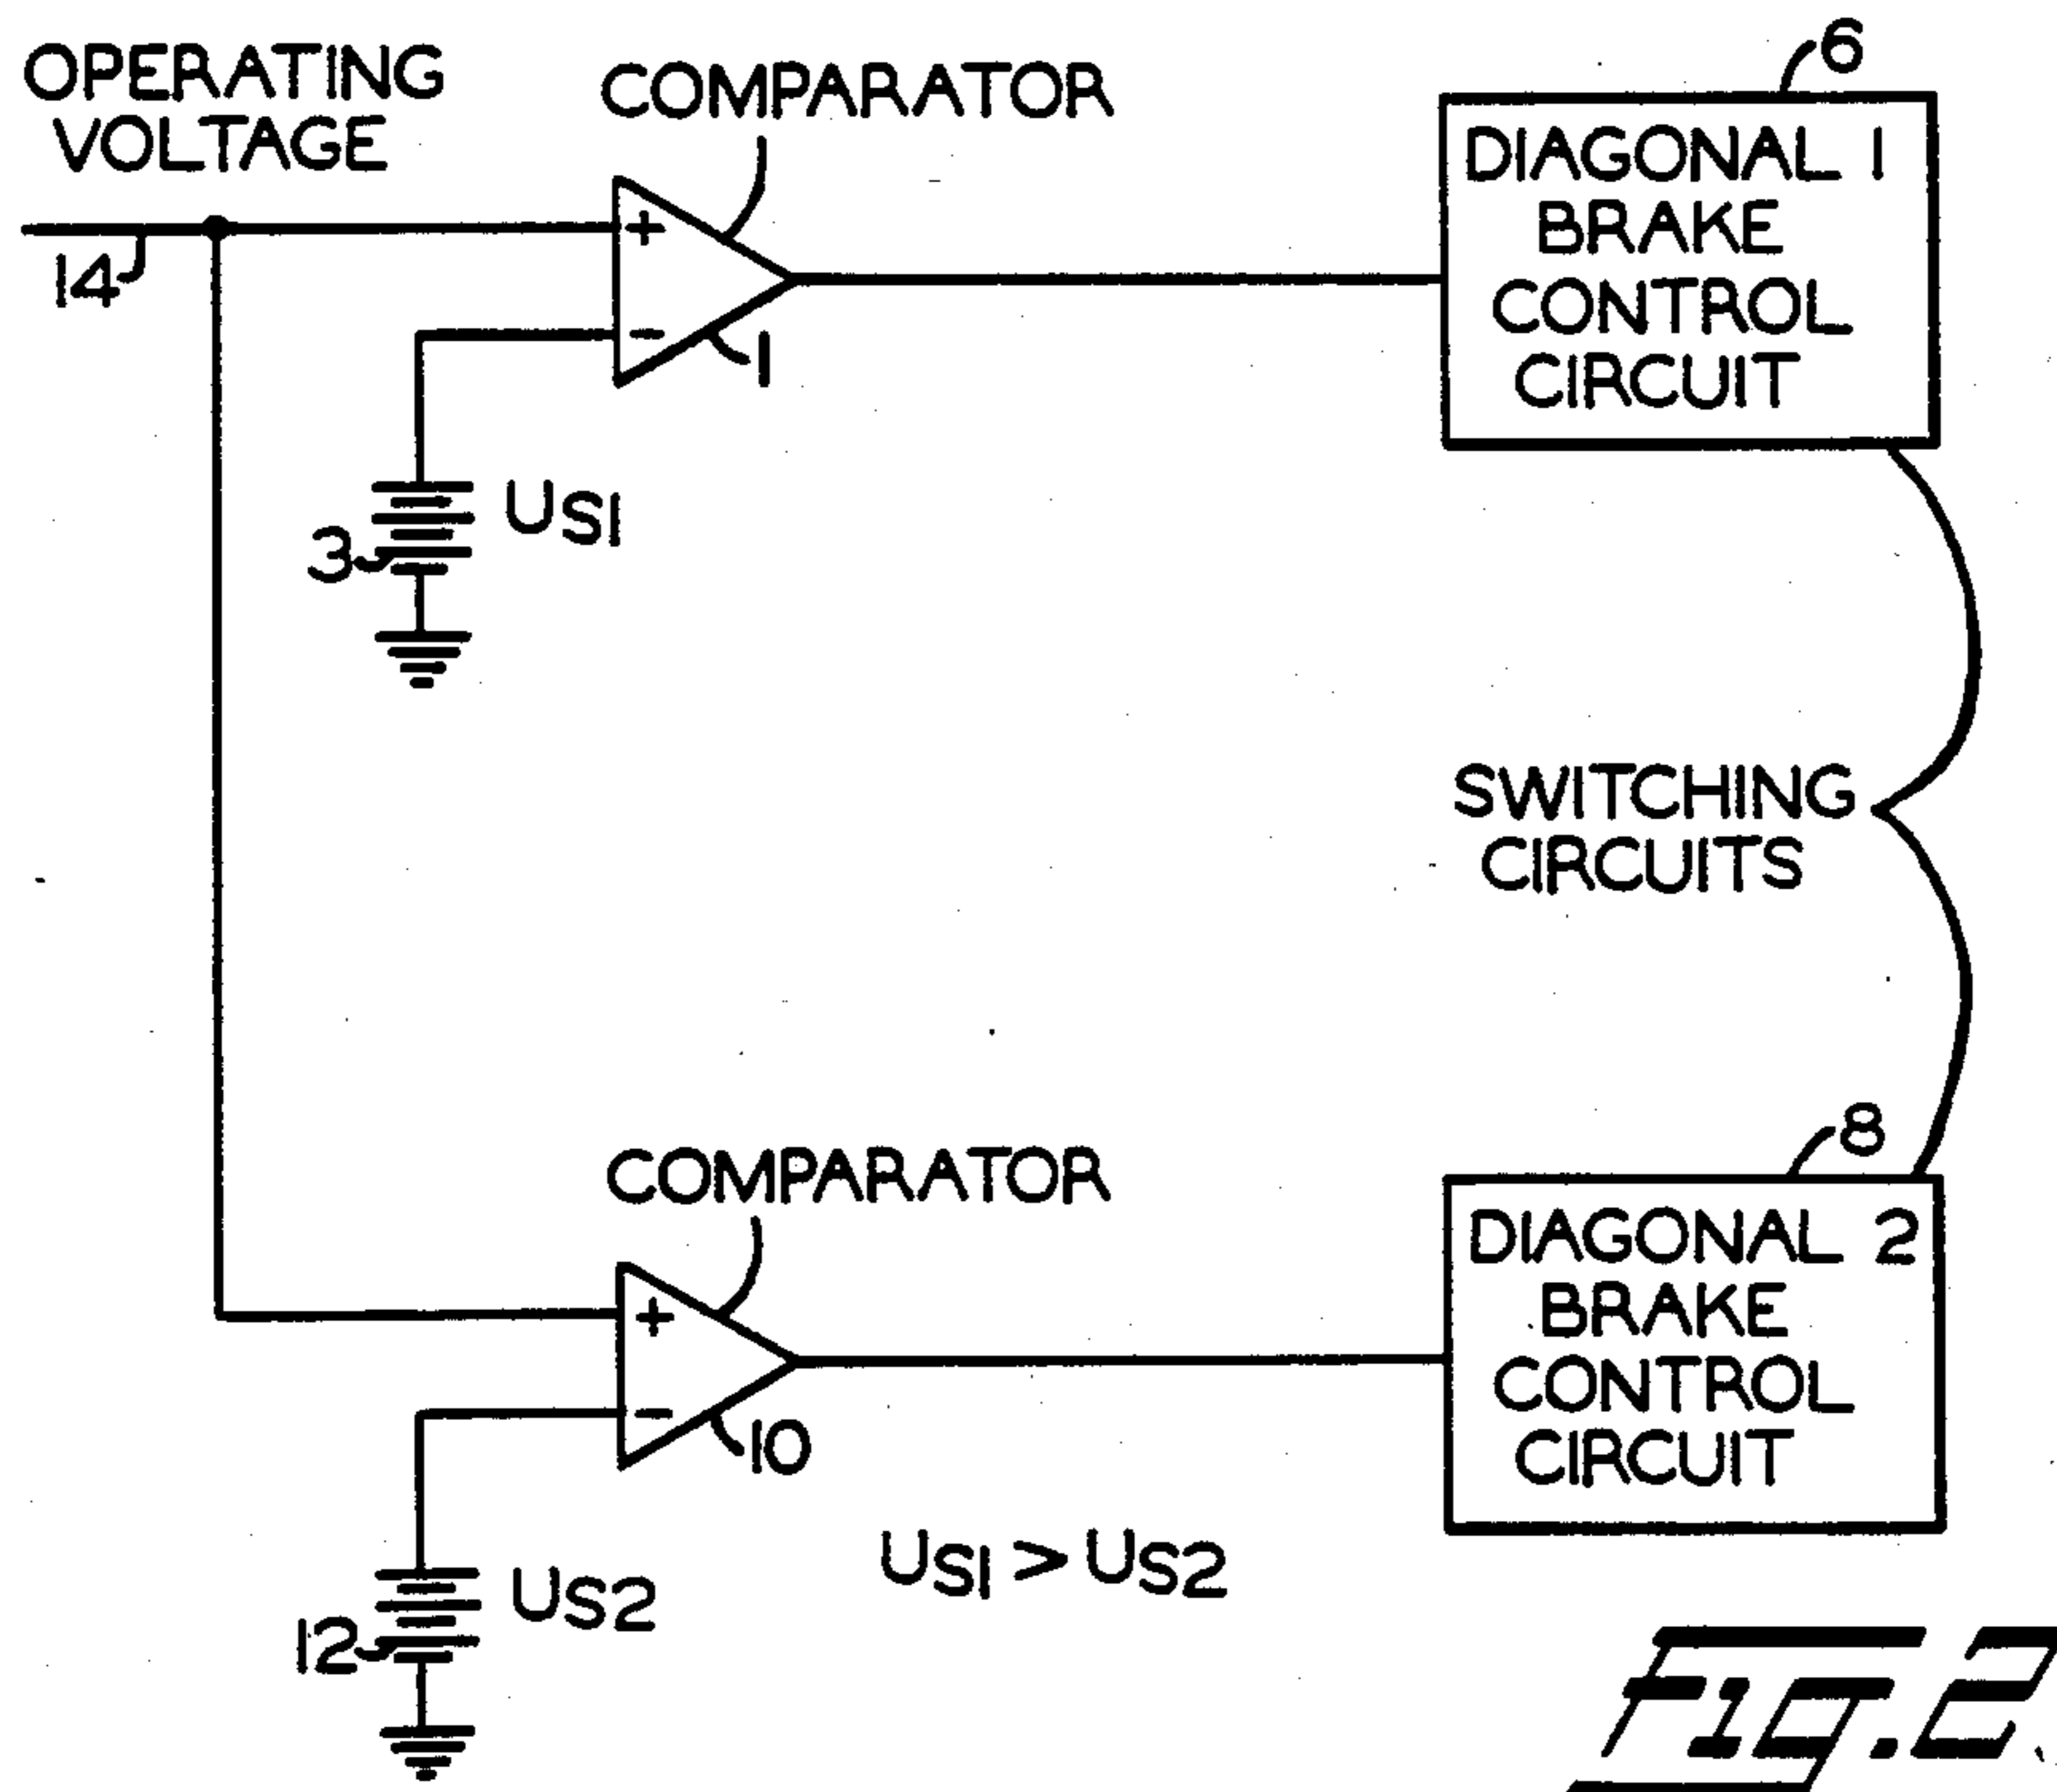 OPERATING
VOLTAGE
COMPARATOR
6
DIAGONAL 1
BRAKE
CONTROL
CIRCUIT
14
+
-
1
3
US1
SWITCHING
CIRCUITS
8
COMPARATOR
DIAGONAL 2
BRAKE
CONTROL
CIRCUIT
+
-
10
US1 > US2
12
US2
Fig. 2.